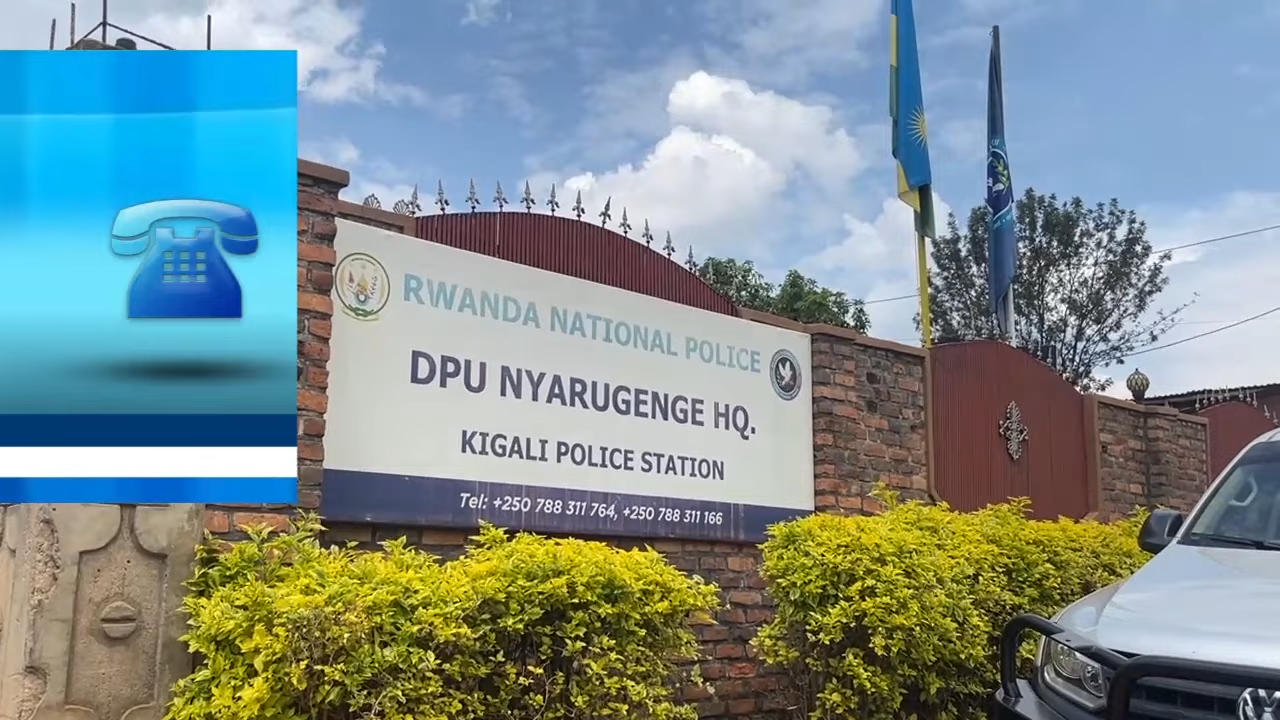 RWANDA NATIONAL POLICE
DPU NYARUGENGE HQ.
KIGALI POLICE STATION
Tel: +250 788 311 764, +250 788 311 166